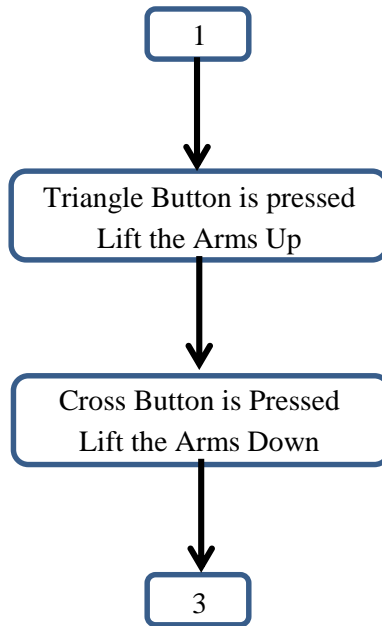 1
Triangle Button is pressed
Lift the Arms Up
Cross Button is Pressed
Lift the Arms Down
3